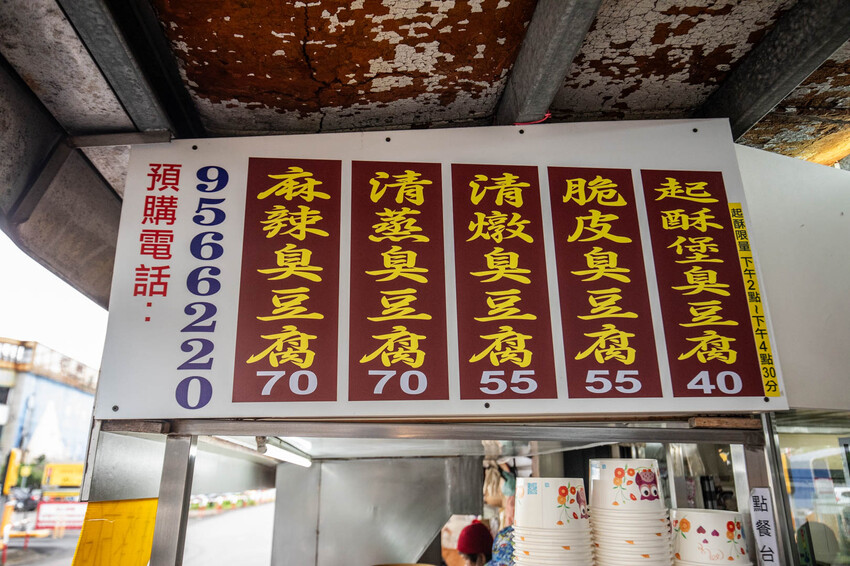 預購電話:
9566220
麻辣臭豆腐
70
清蒸臭豆腐
70
清燉臭豆腐
55
脆皮臭豆腐
55
起酥堡臭豆腐
40
起酥限量 下午2點~下午4點30分
點餐台